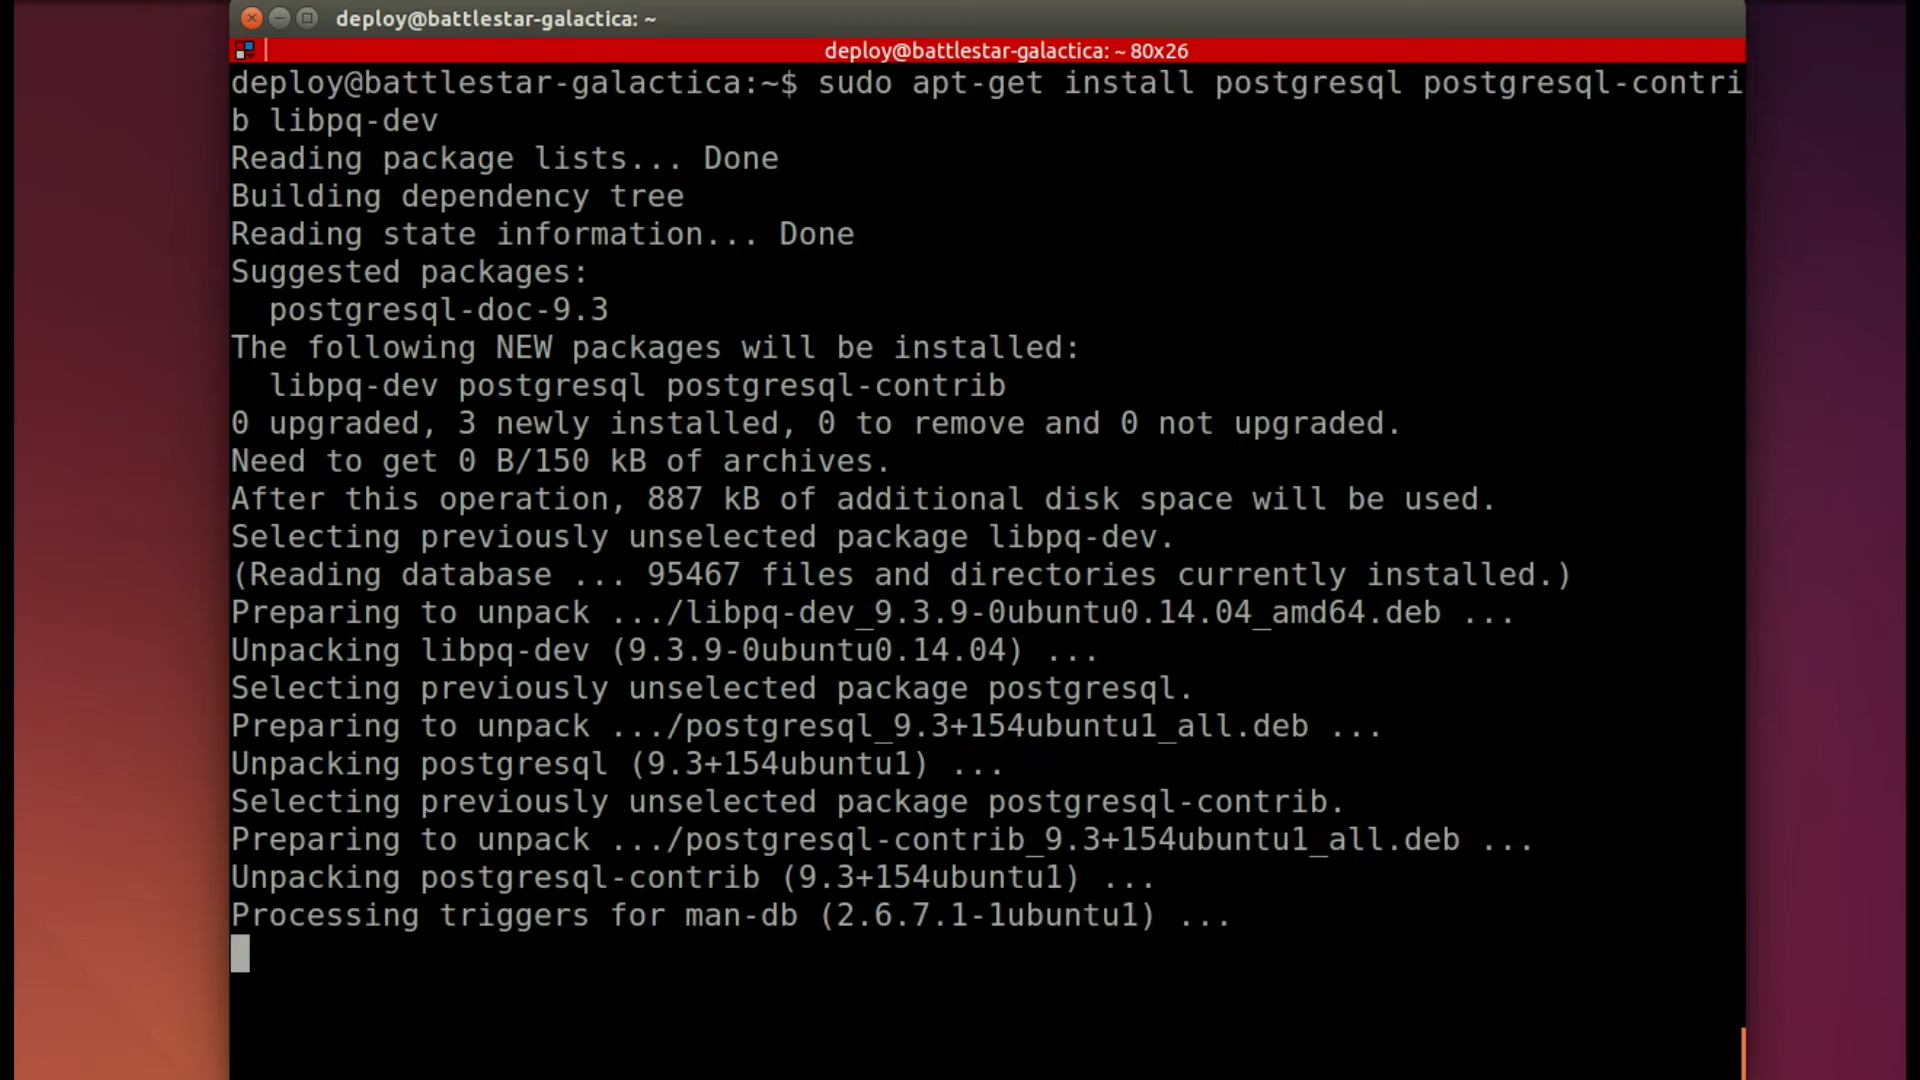 deploy@battlestar-galactica: ~
deploy@battlestar-galactica: ~ 80x26
deploy@battlestar-galactica:~$ sudo apt-get install postgresql postgresql-contri
b libpq-dev
Reading package lists... Done
Building dependency tree
Reading state information... Done
Suggested packages:
  postgresql-doc-9.3
The following NEW packages will be installed:
  libpq-dev postgresql postgresql-contrib
0 upgraded, 3 newly installed, 0 to remove and 0 not upgraded.
Need to get 0 B/150 kB of archives.
After this operation, 887 kB of additional disk space will be used.
Selecting previously unselected package libpq-dev.
(Reading database ... 95467 files and directories currently installed.)
Preparing to unpack .../libpq-dev_9.3.9-0ubuntu0.14.04_amd64.deb ...
Unpacking libpq-dev (9.3.9-0ubuntu0.14.04) ...
Selecting previously unselected package postgresql.
Preparing to unpack .../postgresql_9.3+154ubuntu1_all.deb ...
Unpacking postgresql (9.3+154ubuntu1) ...
Selecting previously unselected package postgresql-contrib.
Preparing to unpack .../postgresql-contrib_9.3+154ubuntu1_all.deb ...
Unpacking postgresql-contrib (9.3+154ubuntu1) ...
Processing triggers for man-db (2.6.7.1-1ubuntu1) ...